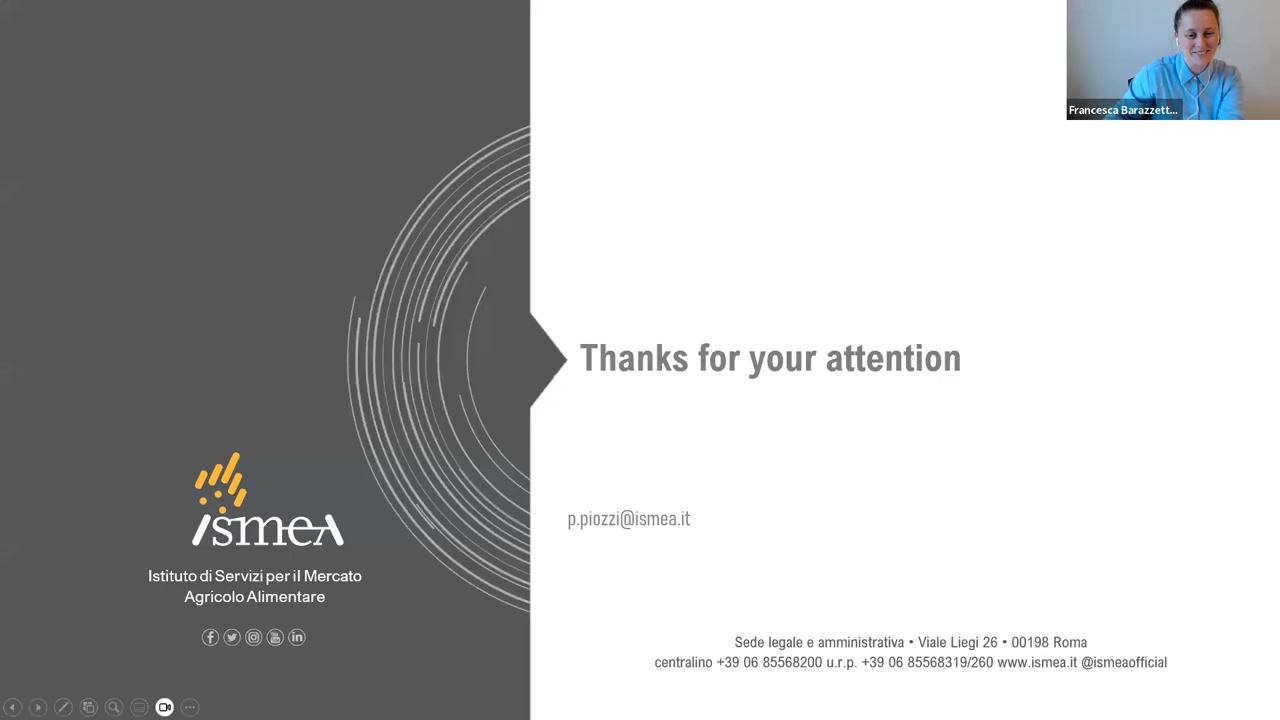 Francesca Barazzett...
Thanks for your attention
p.piozzi@ismea.it
ismea
Istituto di Servizi per il Mercato
Agricolo Alimentare
Sede legale e amministrativa • Viale Liegi 26 • 00198 Roma
centralino +39 06 85568200 u.r.p. +39 06 85568319/260 www.ismea.it @ismeaofficial